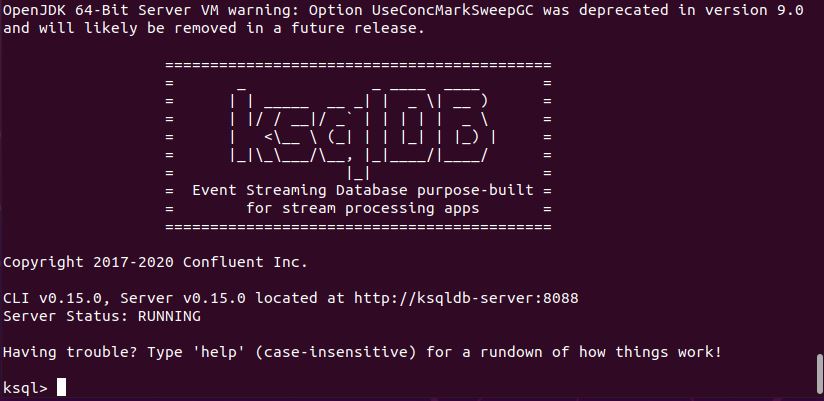 OpenJDK 64-Bit Server VM warning: Option UseConcMarkSweepGC was deprecated in version 9.0
and will likely be removed in a future release.
===========================================
=       _              _ ____  ____       =
=      | | _____  __ _| |  _ \| __ )      =
=      | |/ / __|/ _` | | | | |  _ \      =
=      |   <\__ \ (_| | | |_| | |_) |     =
=      |_|\_\___/\__, |_|____/|____/      =
=                   |_|                   =
=  Event Streaming Database purpose-built =
=        for stream processing apps       =
===========================================
Copyright 2017-2020 Confluent Inc.
CLI v0.15.0, Server v0.15.0 located at http://ksqldb-server:8088
Server Status: RUNNING
Having trouble? Type 'help' (case-insensitive) for a rundown of how things work!
ksql>